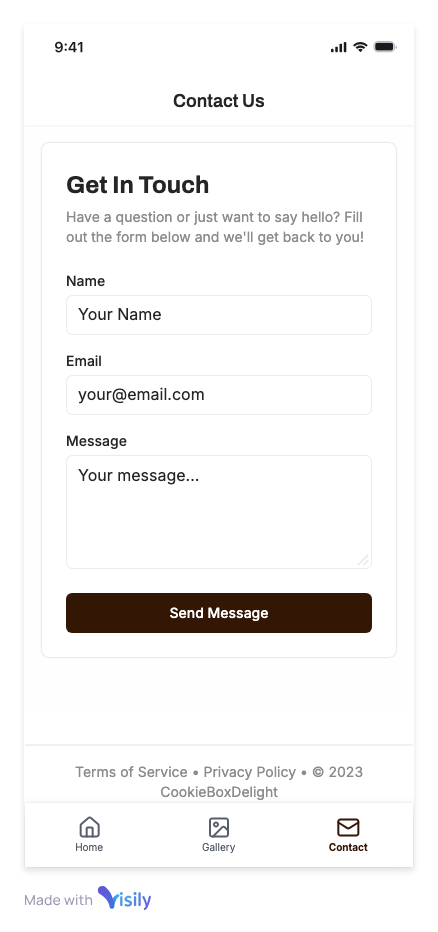 9:41
Contact Us
Get In Touch
Have a question or just want to say hello? Fill
out the form below and we'll get back to you!
Name
Your Name
Email
your@email.com
Message
Your message...
Send Message
Terms of Service • Privacy Policy • © 2023
CookieBoxDelight
Home
Gallery
Contact
Made with Visily